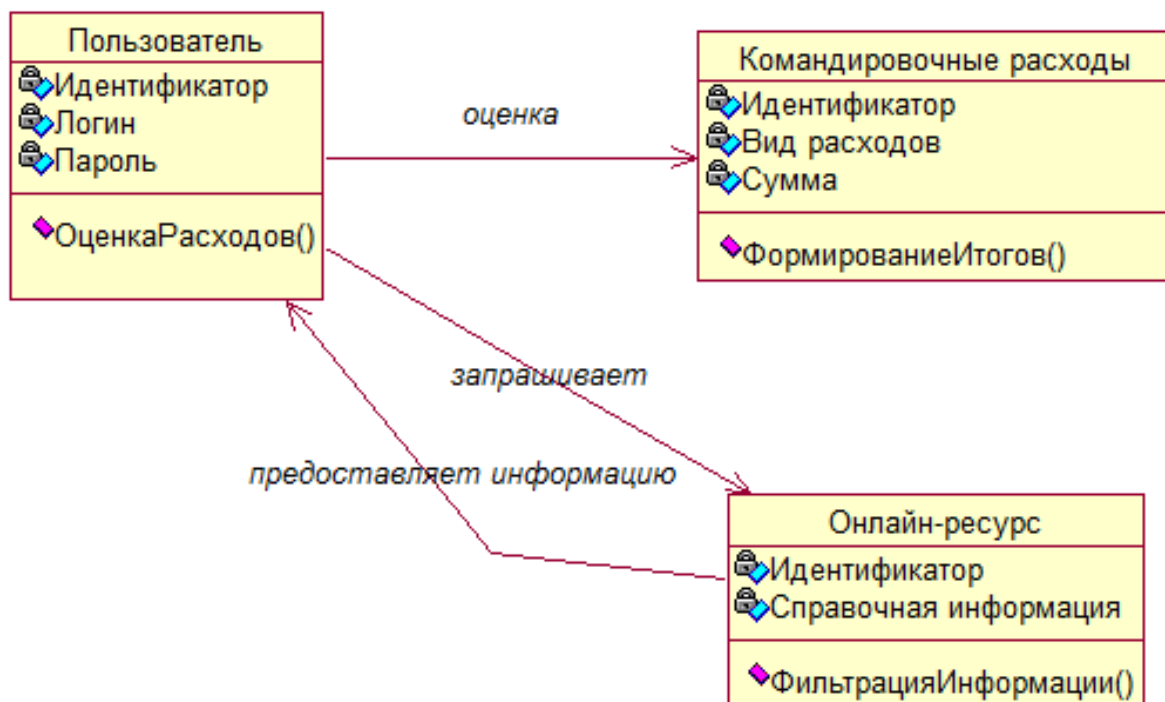 Пользователь
Идентификатор
Логин
Пароль
ОценкаРасходов()
оценка
Командировочные расходы
Идентификатор
Вид расходов
Сумма
ФормированиеИтогов()
запрашивает
предоставляет информацию
Онлайн-ресурс
Идентификатор
Справочная информация
ФильтрацияИнформации()